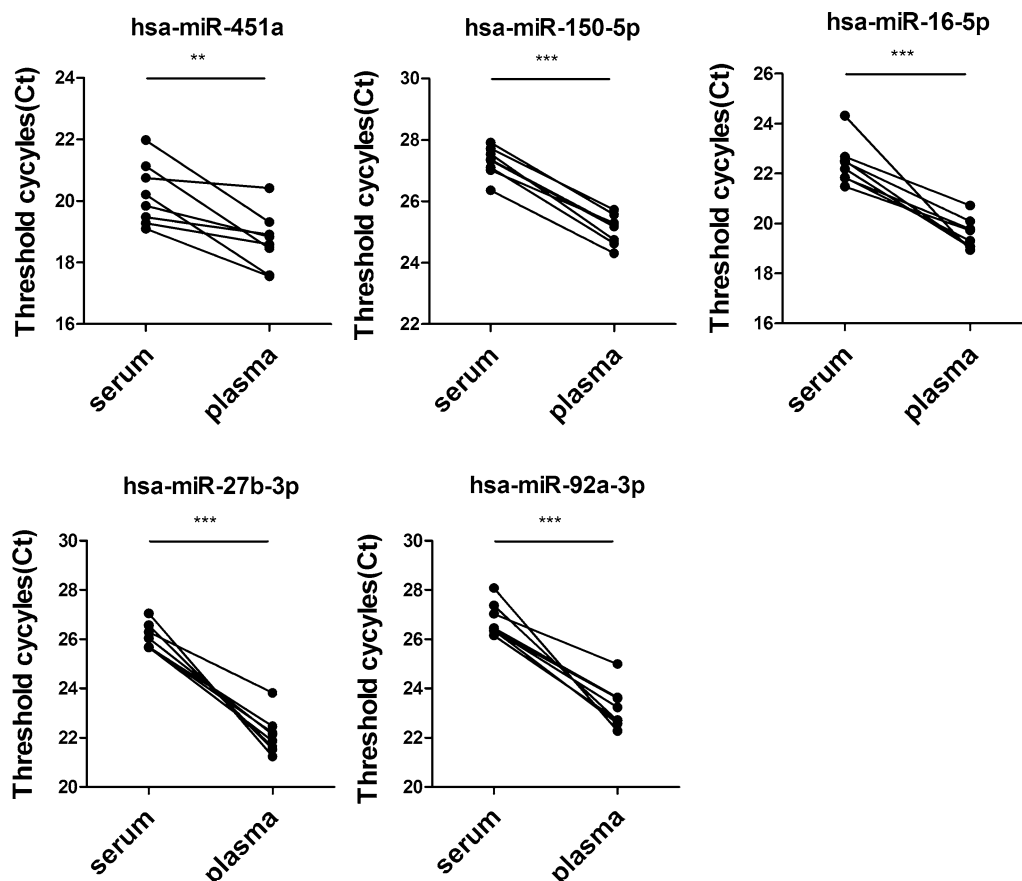 hsa-miR-451a
**
Threshold cycyles(Ct)
24
22
20
18
16
serum
plasma
hsa-miR-150-5p
***
Threshold cycyles(Ct)
30
28
26
24
22
serum
plasma
hsa-miR-16-5p
***
Threshold cycyles(Ct)
26
24
22
20
18
16
serum
plasma
hsa-miR-27b-3p
***
Threshold cycyles(Ct)
30
28
26
24
22
20
serum
plasma
hsa-miR-92a-3p
***
Threshold cycyles(Ct)
30
28
26
24
22
20
serum
plasma